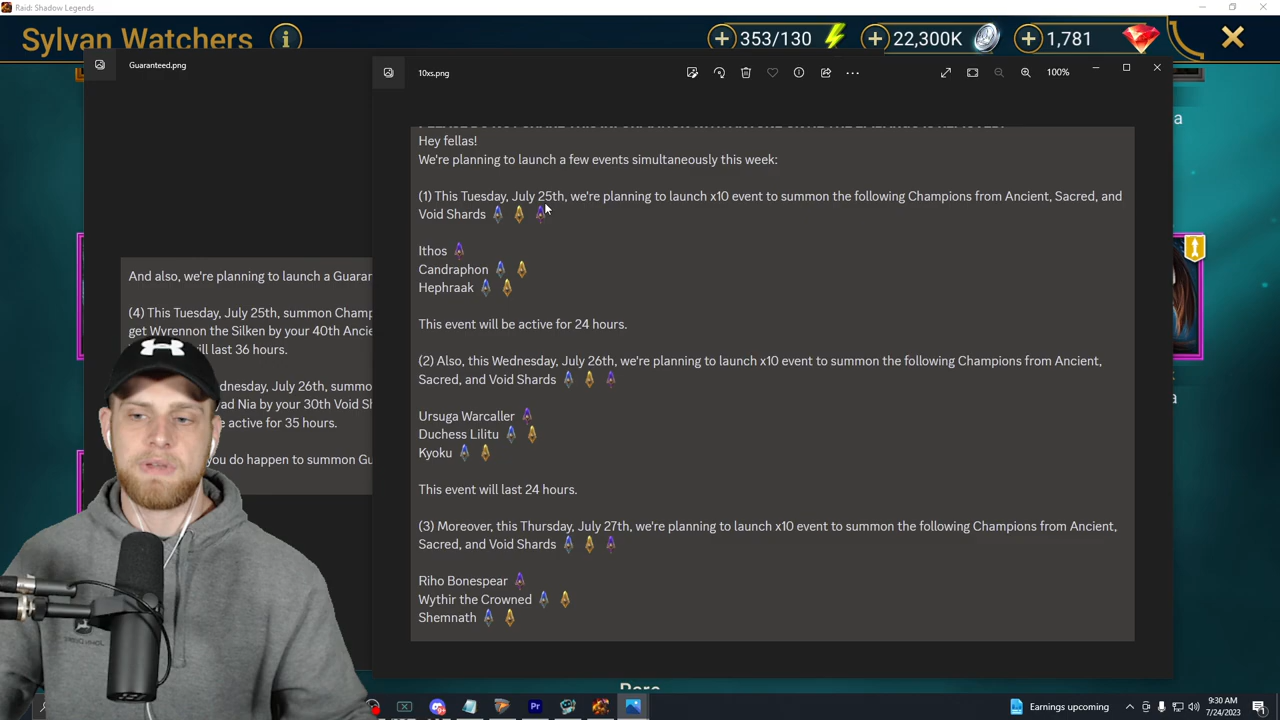 Raid: Shadow Legends
Sylvan Watchers
353/130
22,300K
1,781
Guaranteed.png
10xs.png
100%
Hey fellas!
We're planning to launch a few events simultaneously this week:
(1) This Tuesday, July 25th, we're planning to launch x10 event to summon the following Champions from Ancient, Sacred, and
Void Shards
Ithos
Candraphon
Hephraak
This event will be active for 24 hours.
(2) Also, this Wednesday, July 26th, we're planning to launch x10 event to summon the following Champions from Ancient,
Sacred, and Void Shards
Ursuga Warcaller
Duchess Lilitu
Kyoku
This event will last 24 hours.
(3) Moreover, this Thursday, July 27th, we're planning to launch x10 event to summon the following Champions from Ancient,
Sacred, and Void Shards
Riho Bonespear
Wythir the Crowned
Shemnath
And also, we're planning to launch a Guaran
(4) This Tuesday, July 25th, summon Champ
get Wyrennon the Silken by your 40th Ancie
ill last 36 hours.
dnesday, July 26th, summo
yad Nia by your 30th Void Sh
e active for 35 hours.
you do happen to summon Gu
a
a
Rare
Earnings upcoming
9:30 AM
7/24/2023